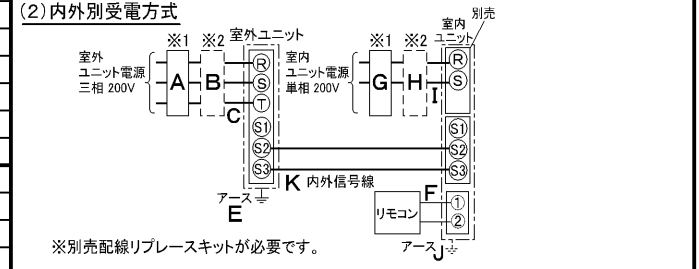 (2)内外別受電方式
※1 ※2 室外ユニット
室外
ユニット電源
三相 200V
A
B
C
R
S
T
S1
S2
S3
アース
E
※1 ※2
室内
ユニット
別売
室内
ユニット電源
単相 200V
G
H
I
R
S
S1
S2
S3
K 内外信号線
リモコン
F
①
②
アース
J
※別売配線リプレースキットが必要です。